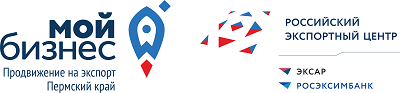 МОЙ
бизнес
Продвижение на экспорт
Пермский край
РОССИЙСКИЙ
ЭКСПОРТНЫЙ ЦЕНТР
ЭКСАР
РОСЭКСИМБАНК